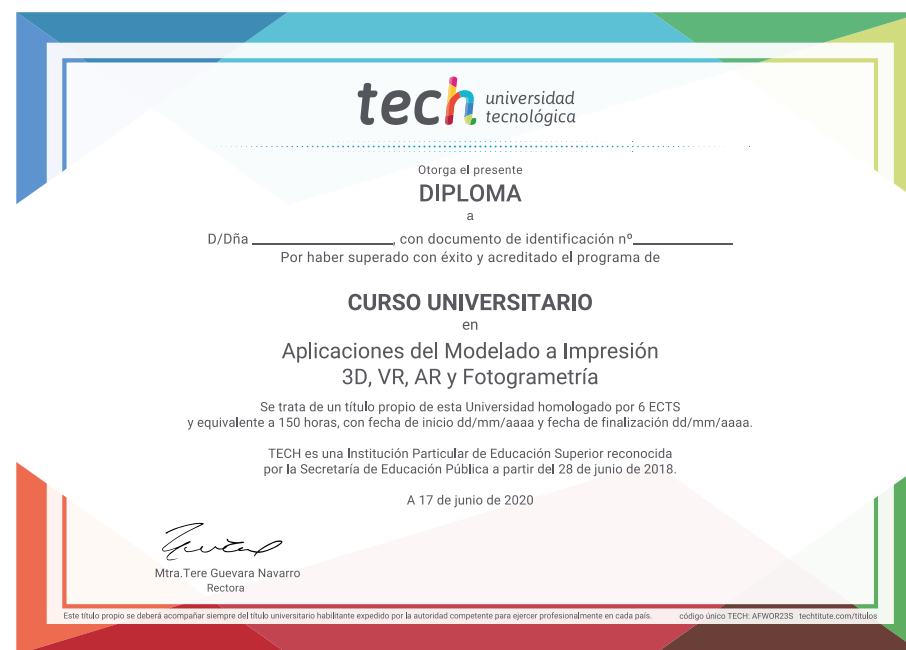 tech universidad
tecnológica
Otorga el presente
DIPLOMA
a
D/Dña ____________________, con documento de identificación nº______________
Por haber superado con éxito y acreditado el programa de
CURSO UNIVERSITARIO
en
Aplicaciones del Modelado a Impresión
3D, VR, AR y Fotogrametría
Se trata de un título propio de esta Universidad homologado por 6 ECTS
y equivalente a 150 horas, con fecha de inicio dd/mm/aaaa y fecha de finalización dd/mm/aaaa.
TECH es una Institución Particular de Educación Superior reconocida
por la Secretaría de Educación Pública a partir del 28 de junio de 2018.
A 17 de junio de 2020
Mtra.Tere Guevara Navarro
Rectora
Este título propio se deberá acompañar siempre del título universitario habilitante expedido por la autoridad competente para ejercer profesionalmente en cada país. código único TECH: AFWOR23S techtitute.com/titulos